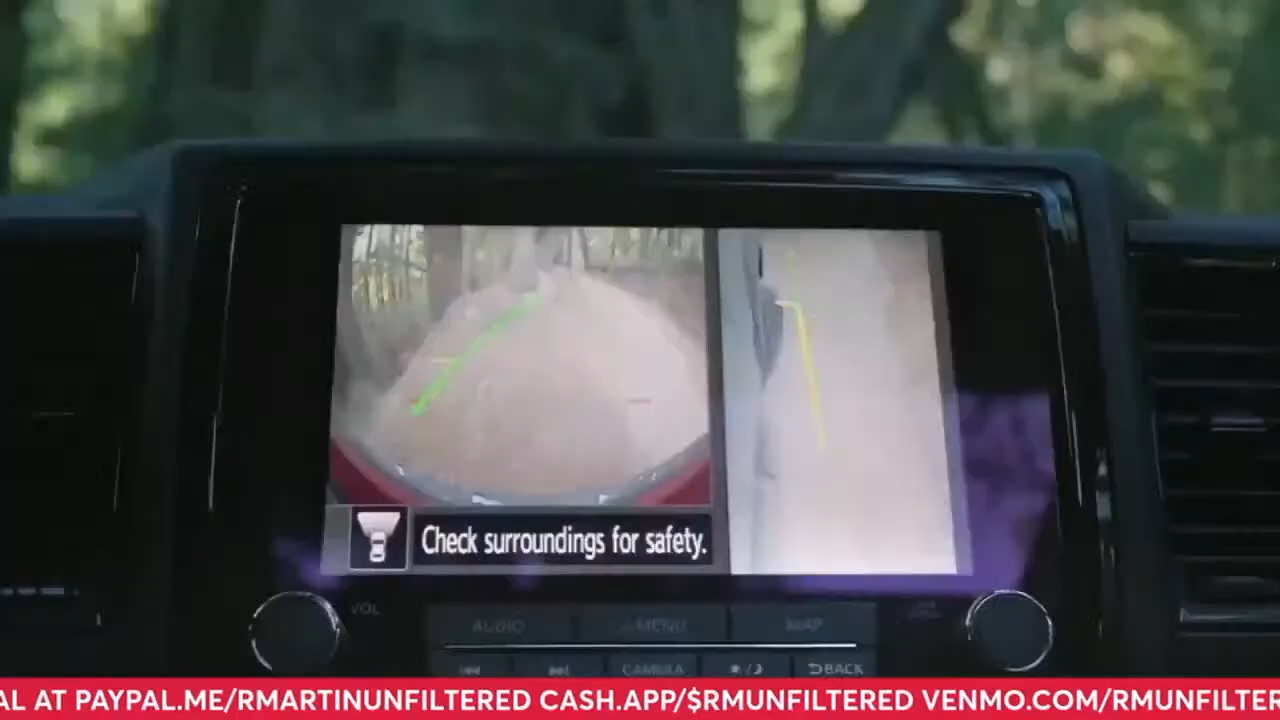 Check surroundings for safety.
VOL
AUDIO
MENU
MAP
CAMERA
BACK
AL AT PAYPAL.ME/RMARTINUNFILTERED CASH.APP/$RMUNFILTERED VENMO.COM/RMUNFILTER